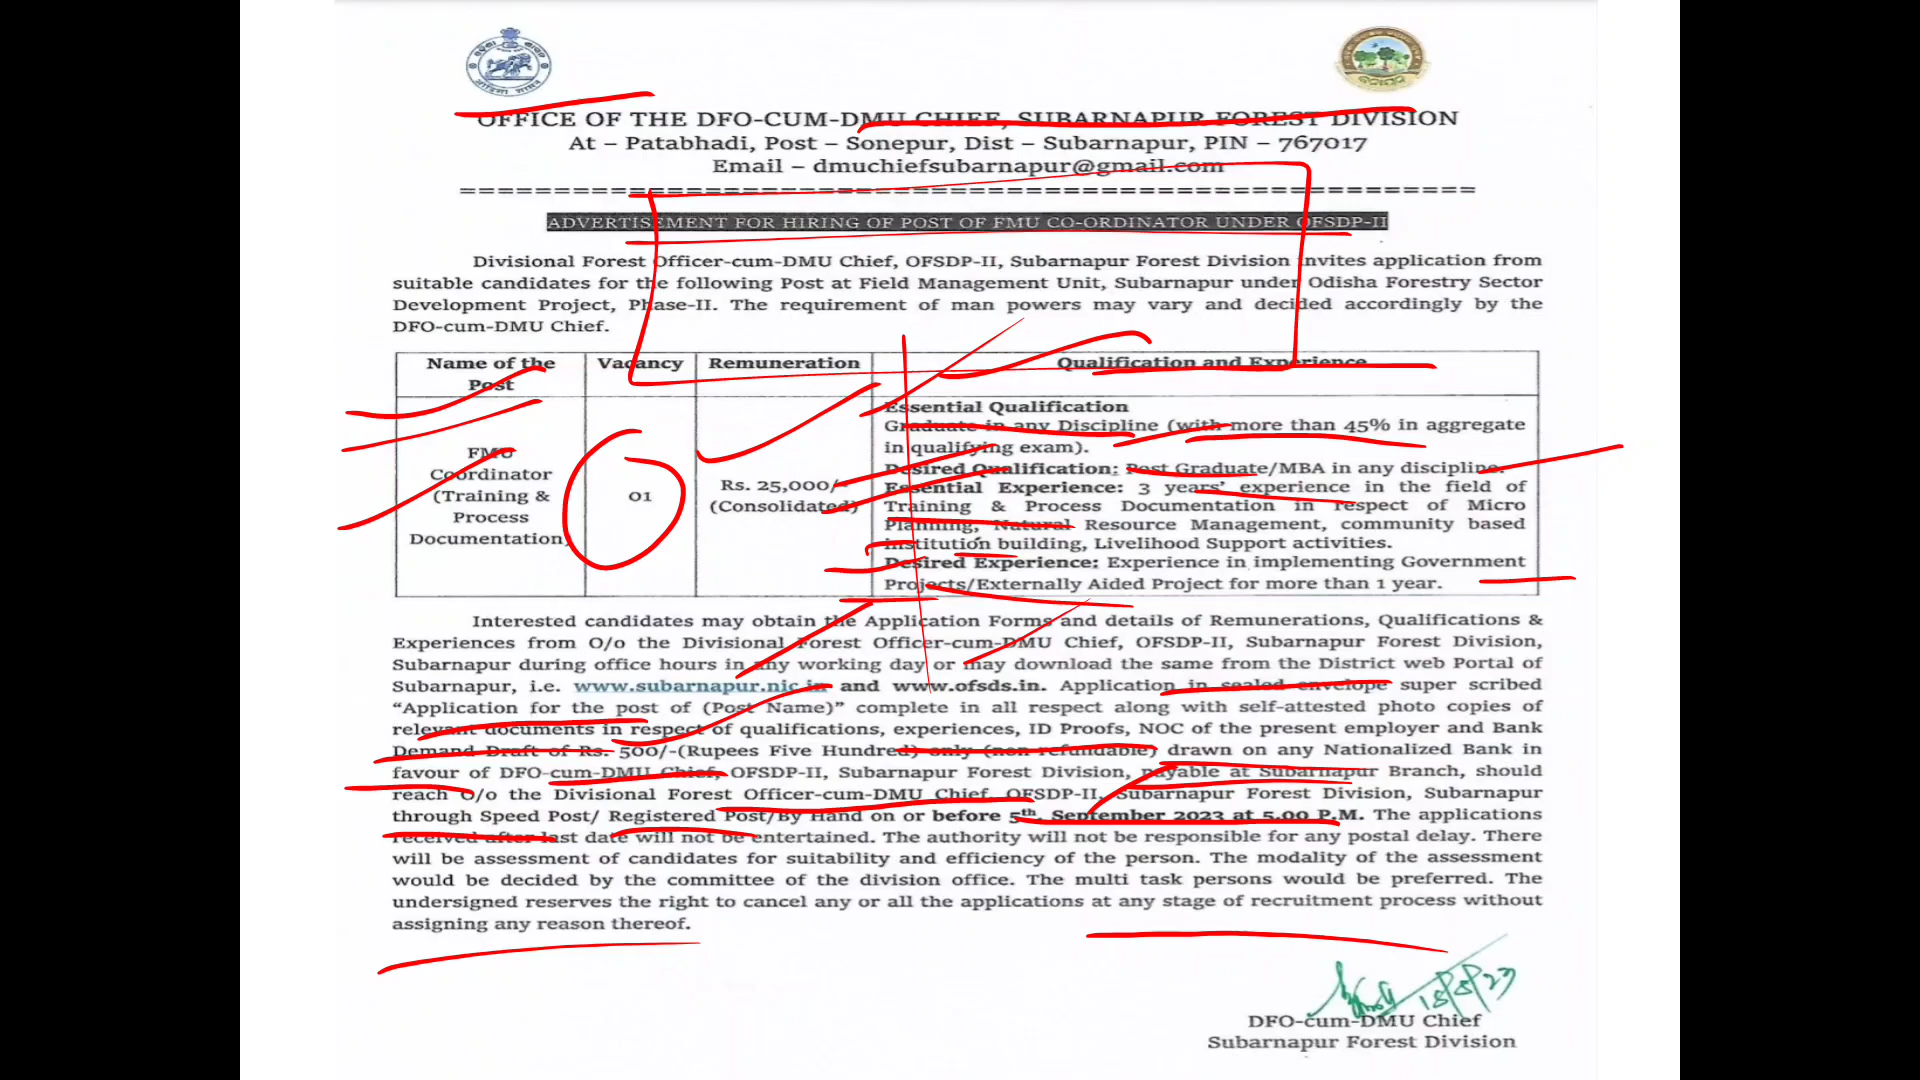 OFFICE OF THE DFO-CUM-DMU CHIEF, SUBARNAPUR FOREST DIVISION
At – Patabhadi, Post – Sonepur, Dist – Subarnapur, PIN – 767017
Email – dmuchiefsubarnapur@gmail.com
ADVERTISEMENT FOR HIRING OF POST OF FMU CO-ORDINATOR UNDER OFSDP-II
Divisional Forest Officer-cum-DMU Chief, OFSDP-II, Subarnapur Forest Division invites application from
suitable candidates for the following Post at Field Management Unit, Subarnapur under Odisha Forestry Sector
Development Project, Phase-II. The requirement of man powers may vary and decided accordingly by the
DFO-cum-DMU Chief.
Name of the Post
Vacancy
Remuneration
Qualification and Experience
FMU
Coordinator
(Training &
Process
Documentation)
01
Rs. 25,000/-
(Consolidated)
Essential Qualification
Graduate in any Discipline (with more than 45% in aggregate
in qualifying exam).
Desired Qualification: Post Graduate/MBA in any discipline.
Essential Experience: 3 years' experience in the field of
Training & Process Documentation in respect of Micro
Planning, Natural Resource Management, community based
institution building, Livelihood Support activities.
Desired Experience: Experience in implementing Government
Projects/Externally Aided Project for more than 1 year.
Interested candidates may obtain the Application Forms and details of Remunerations, Qualifications &
Experiences from O/o the Divisional Forest Officer-cum-DMU Chief, OFSDP-II, Subarnapur Forest Division,
Subarnapur during office hours in any working day or may download the same from the District web Portal of
Subarnapur, i.e. www.subarnapur.nic.in and www.ofsds.in. Application in sealed envelope super scribed
“Application for the post of (Post Name)” complete in all respect along with self-attested photo copies of
relevant documents in respect of qualifications, experiences, ID Proofs, NOC of the present employer and Bank
Demand Draft of Rs. 500/-(Rupees Five Hundred) only (non refundable) drawn on any Nationalized Bank in
favour of DFO-cum-DMU Chief, OFSDP-II, Subarnapur Forest Division, payable at Subarnapur Branch, should
reach O/o the Divisional Forest Officer-cum-DMU Chief, OFSDP-II, Subarnapur Forest Division, Subarnapur
through Speed Post/ Registered Post/By Hand on or before 5th, September 2023 at 5.00 P.M. The applications
received after last date will not be entertained. The authority will not be responsible for any postal delay. There
will be assessment of candidates for suitability and efficiency of the person. The modality of the assessment
would be decided by the committee of the division office. The multi task persons would be preferred. The
undersigned reserves the right to cancel any or all the applications at any stage of recruitment process without
assigning any reason thereof.
18/8/23
DFO-cum-DMU Chief
Subarnapur Forest Division